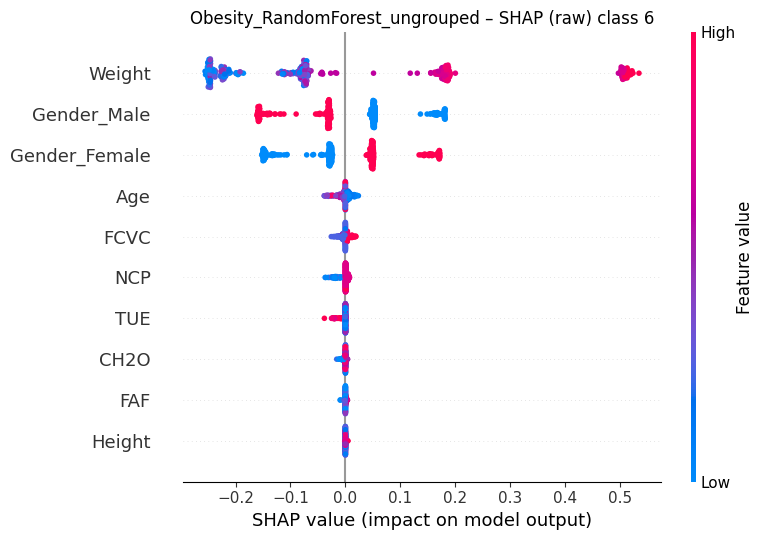 Obesity_RandomForest_ungrouped – SHAP (raw) class 6
High
Weight
Gender_Male
Gender_Female
Age
FCVC
NCP
TUE
CH2O
FAF
Height
Feature value
Low
−0.2 −0.1 0.0 0.1 0.2 0.3 0.4 0.5
SHAP value (impact on model output)